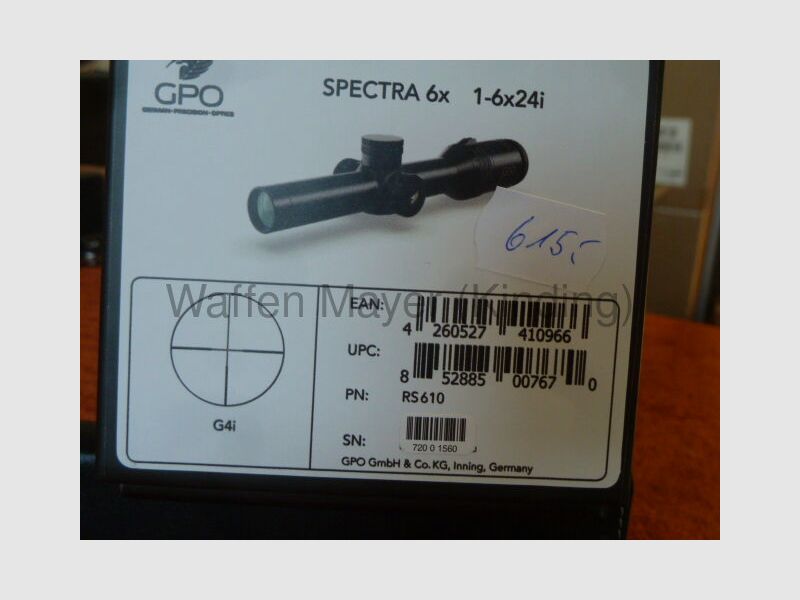 GPO
GERMAN·PRECISION·OPTICS
SPECTRA 6x 1-6x24i
615,-
Waffen Mayer (Kinding)
EAN:
4 260527 410966
UPC:
8 52885 00767 0
PN: RS610
SN: 720 0 1560
G4i
GPO GmbH & Co. KG, Inning, Germany